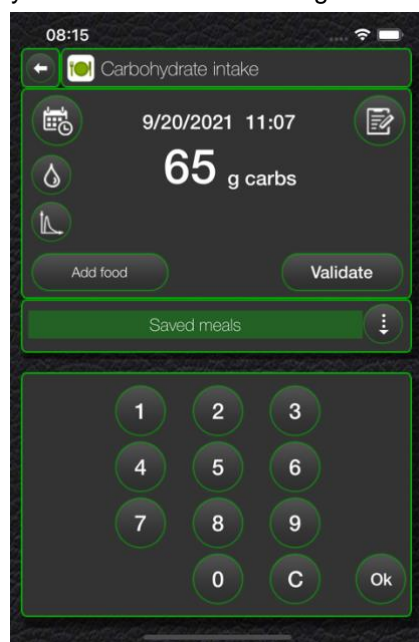 08:15
Carbohydrate intake
9/20/2021 11:07
65 g carbs
Add food Validate
Saved meals
1 2 3
4 5 6
7 8 9
0 C Ok